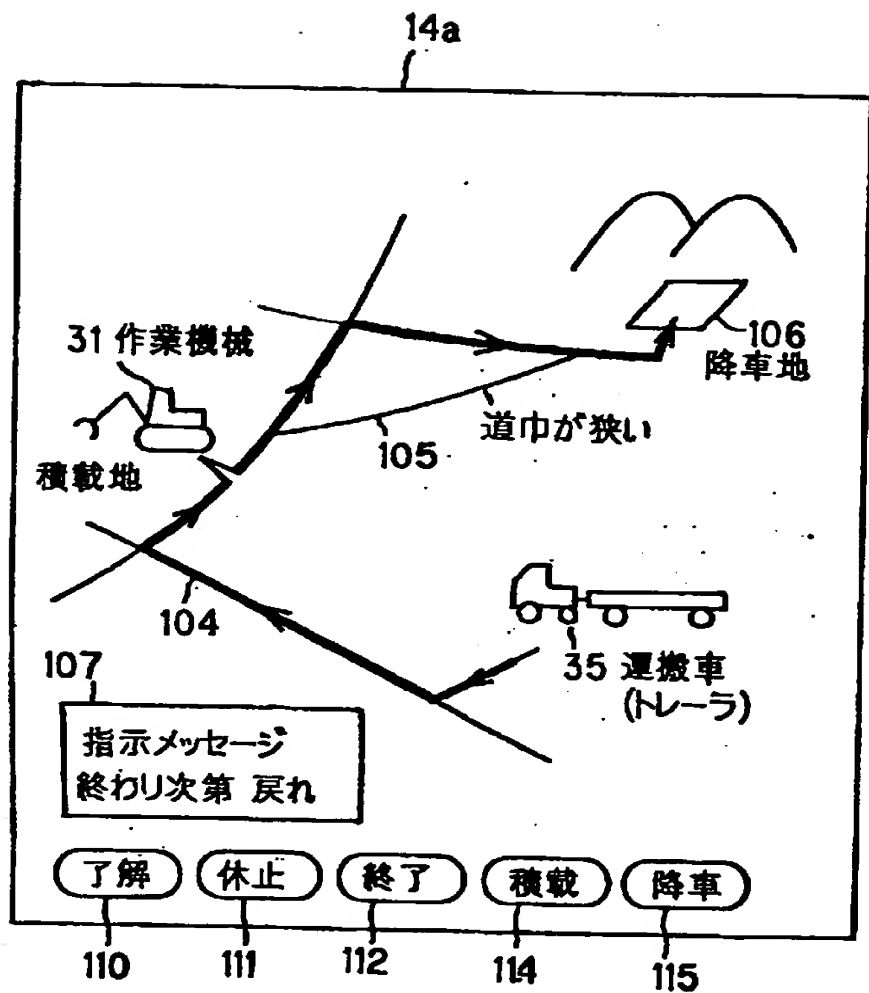 14a
31 作業機械
積載地
106
降車地
道巾が狭い
105
104
35 運搬車
(トレーラ)
107
指示メッセージ
終わり次第 戻れ
了解
休止
終了
積載
降車
110
111
112
114
115